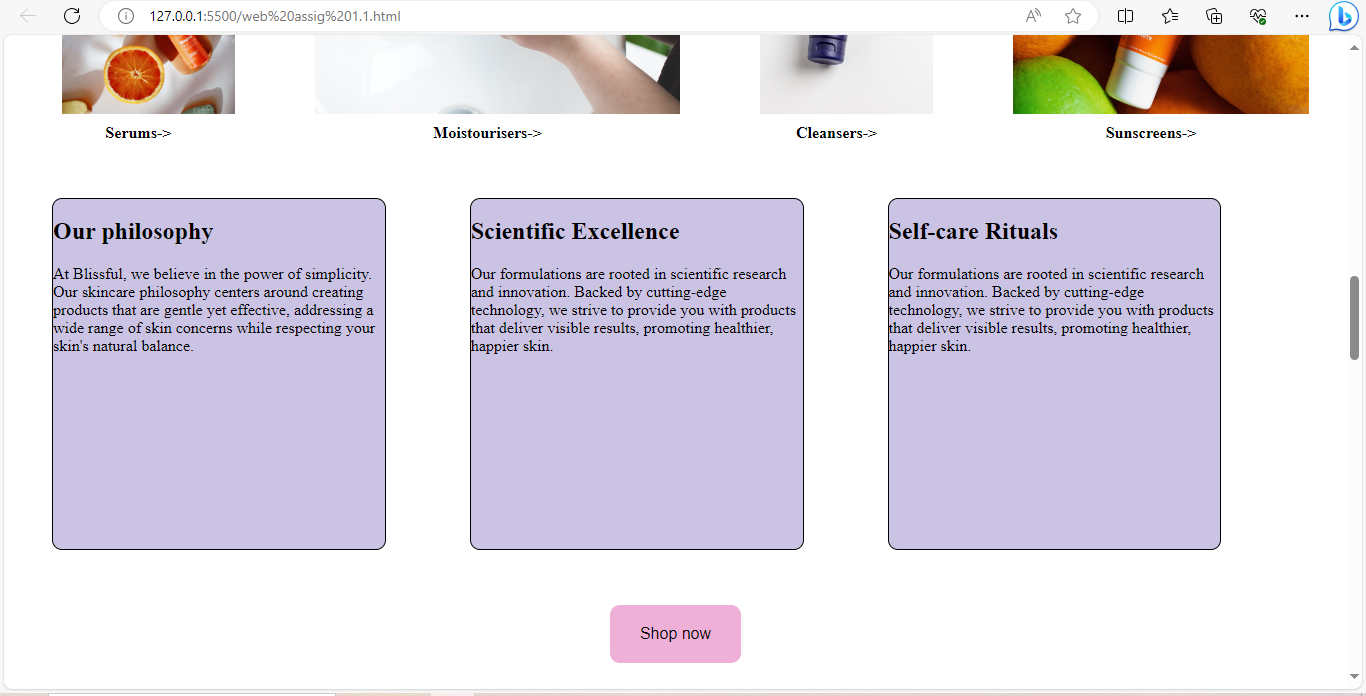 127.0.0.1:5500/web%20assig%201.1.html
Serums->
Moistourisers->
Cleansers->
Sunscreens->
Our philosophy
At Blissful, we believe in the power of simplicity.
Our skincare philosophy centers around creating
products that are gentle yet effective, addressing a
wide range of skin concerns while respecting your
skin's natural balance.
Scientific Excellence
Our formulations are rooted in scientific research
and innovation. Backed by cutting-edge
technology, we strive to provide you with products
that deliver visible results, promoting healthier,
happier skin.
Self-care Rituals
Our formulations are rooted in scientific research
and innovation. Backed by cutting-edge
technology, we strive to provide you with products
that deliver visible results, promoting healthier,
happier skin.
Shop now